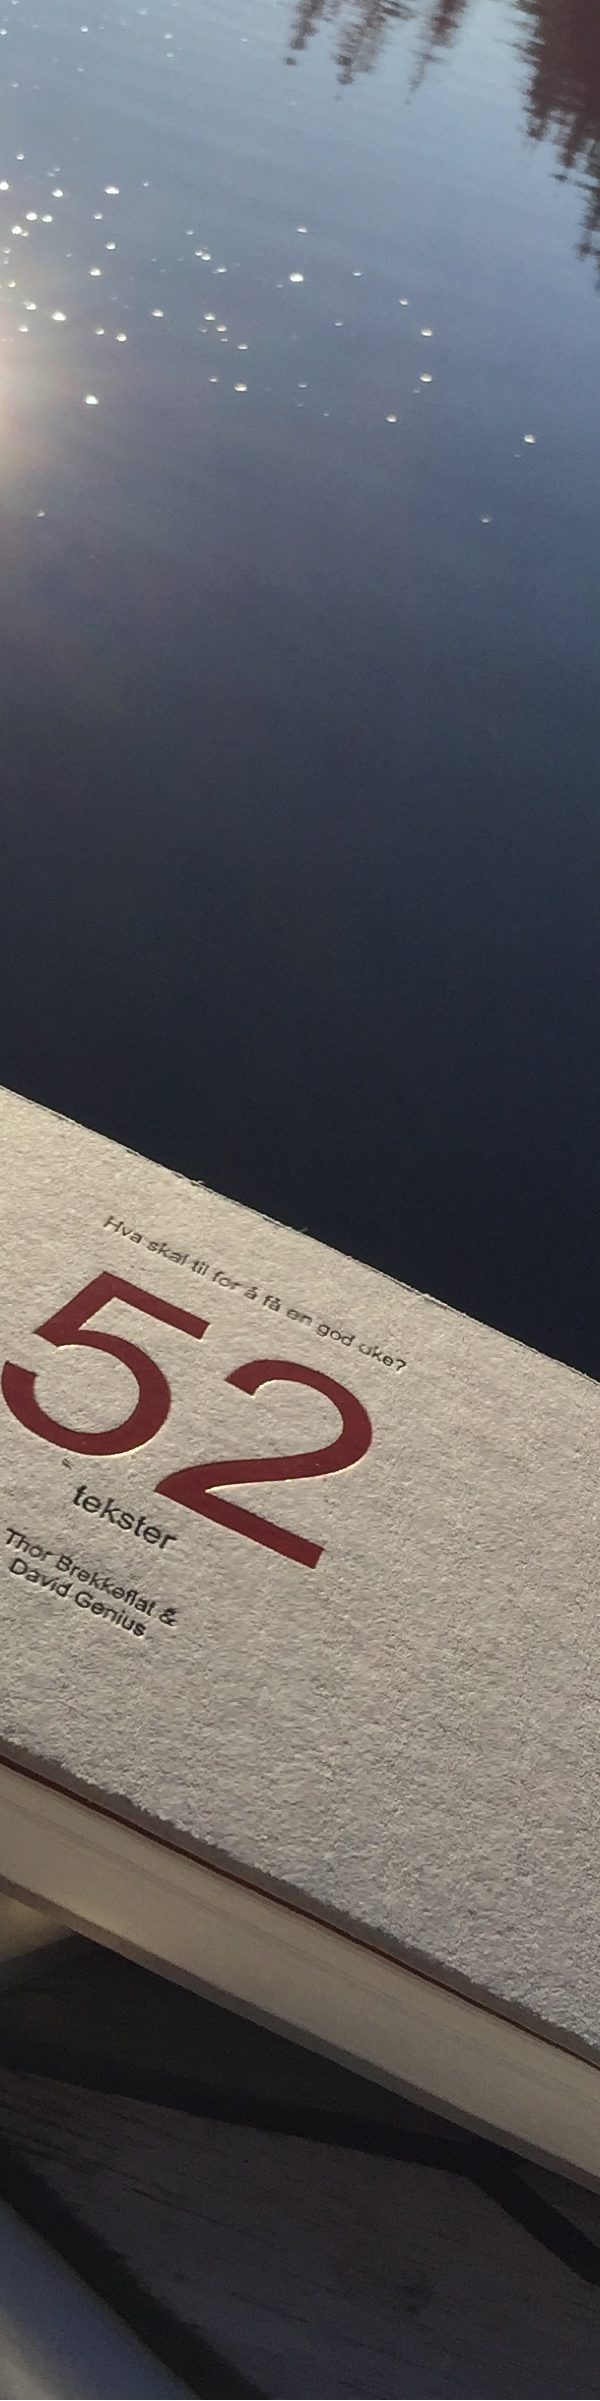 Hva skal til for å få en god uke?
52
tekster
Thor Brekkeflat &
David Genius